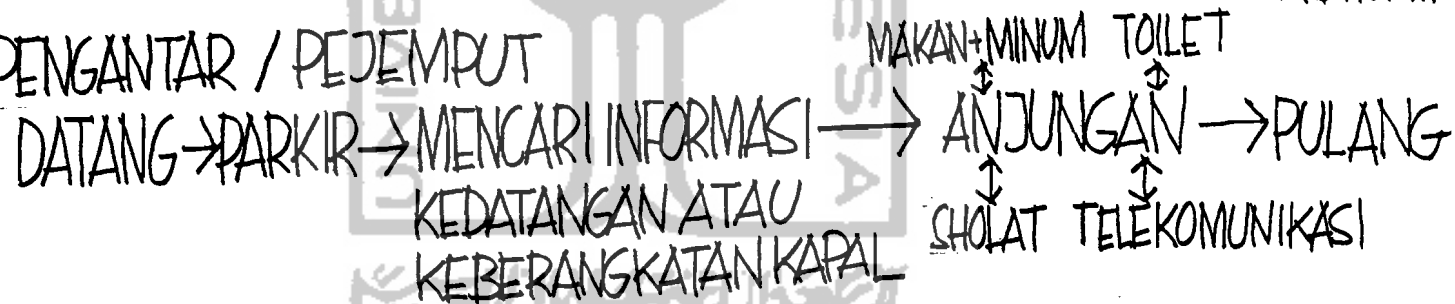 PENGANTAR / PEJEMPUT
MAKAN+MINUM TOILET
DATANG→PARKIR→MENCARI INFORMASI→ANJUNGAN→PULANG
KEDATANGAN ATAU
KEBERANGKATAN KAPAL
SHOLAT TELEKOMUNIKASI